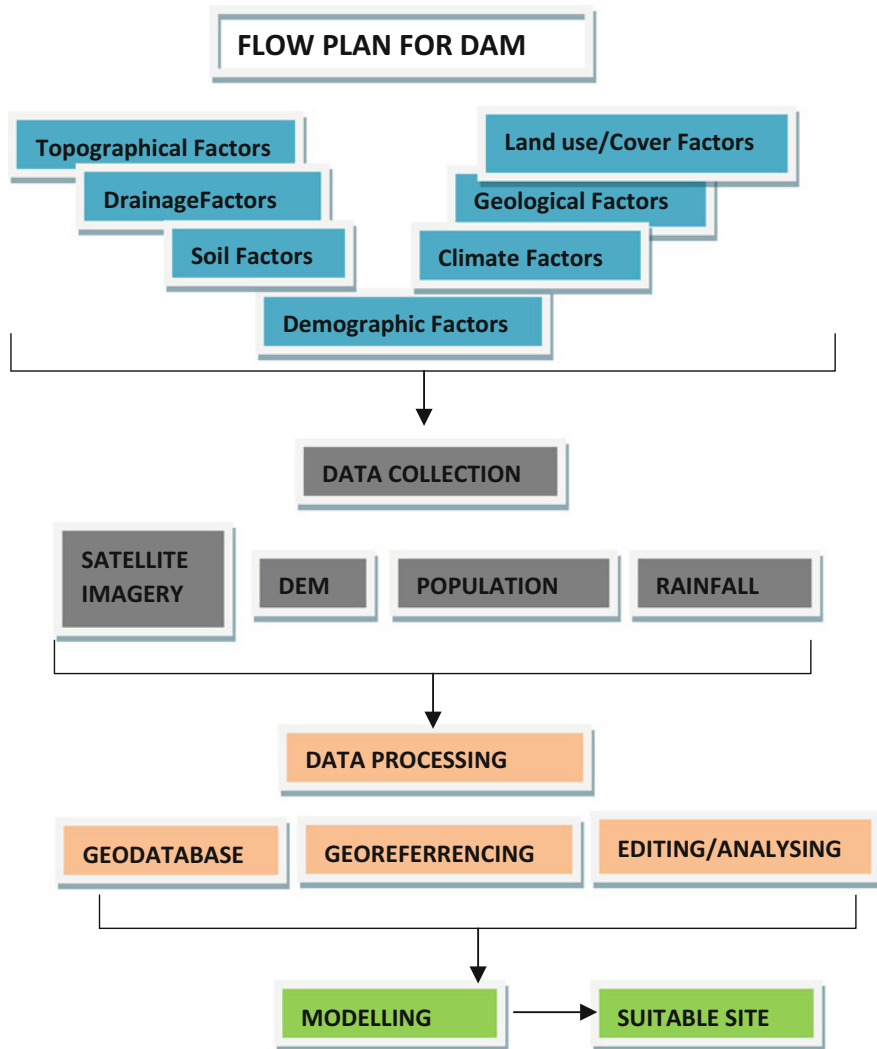 FLOW PLAN FOR DAM
Topographical Factors
Land use/Cover Factors
DrainageFactors
Geological Factors
Soil Factors
Climate Factors
Demographic Factors
DATA COLLECTION
SATELLITE
IMAGERY
DEM
POPULATION
RAINFALL
DATA PROCESSING
GEODATABASE
GEOREFERRENCING
EDITING/ANALYSING
MODELLING
SUITABLE SITE